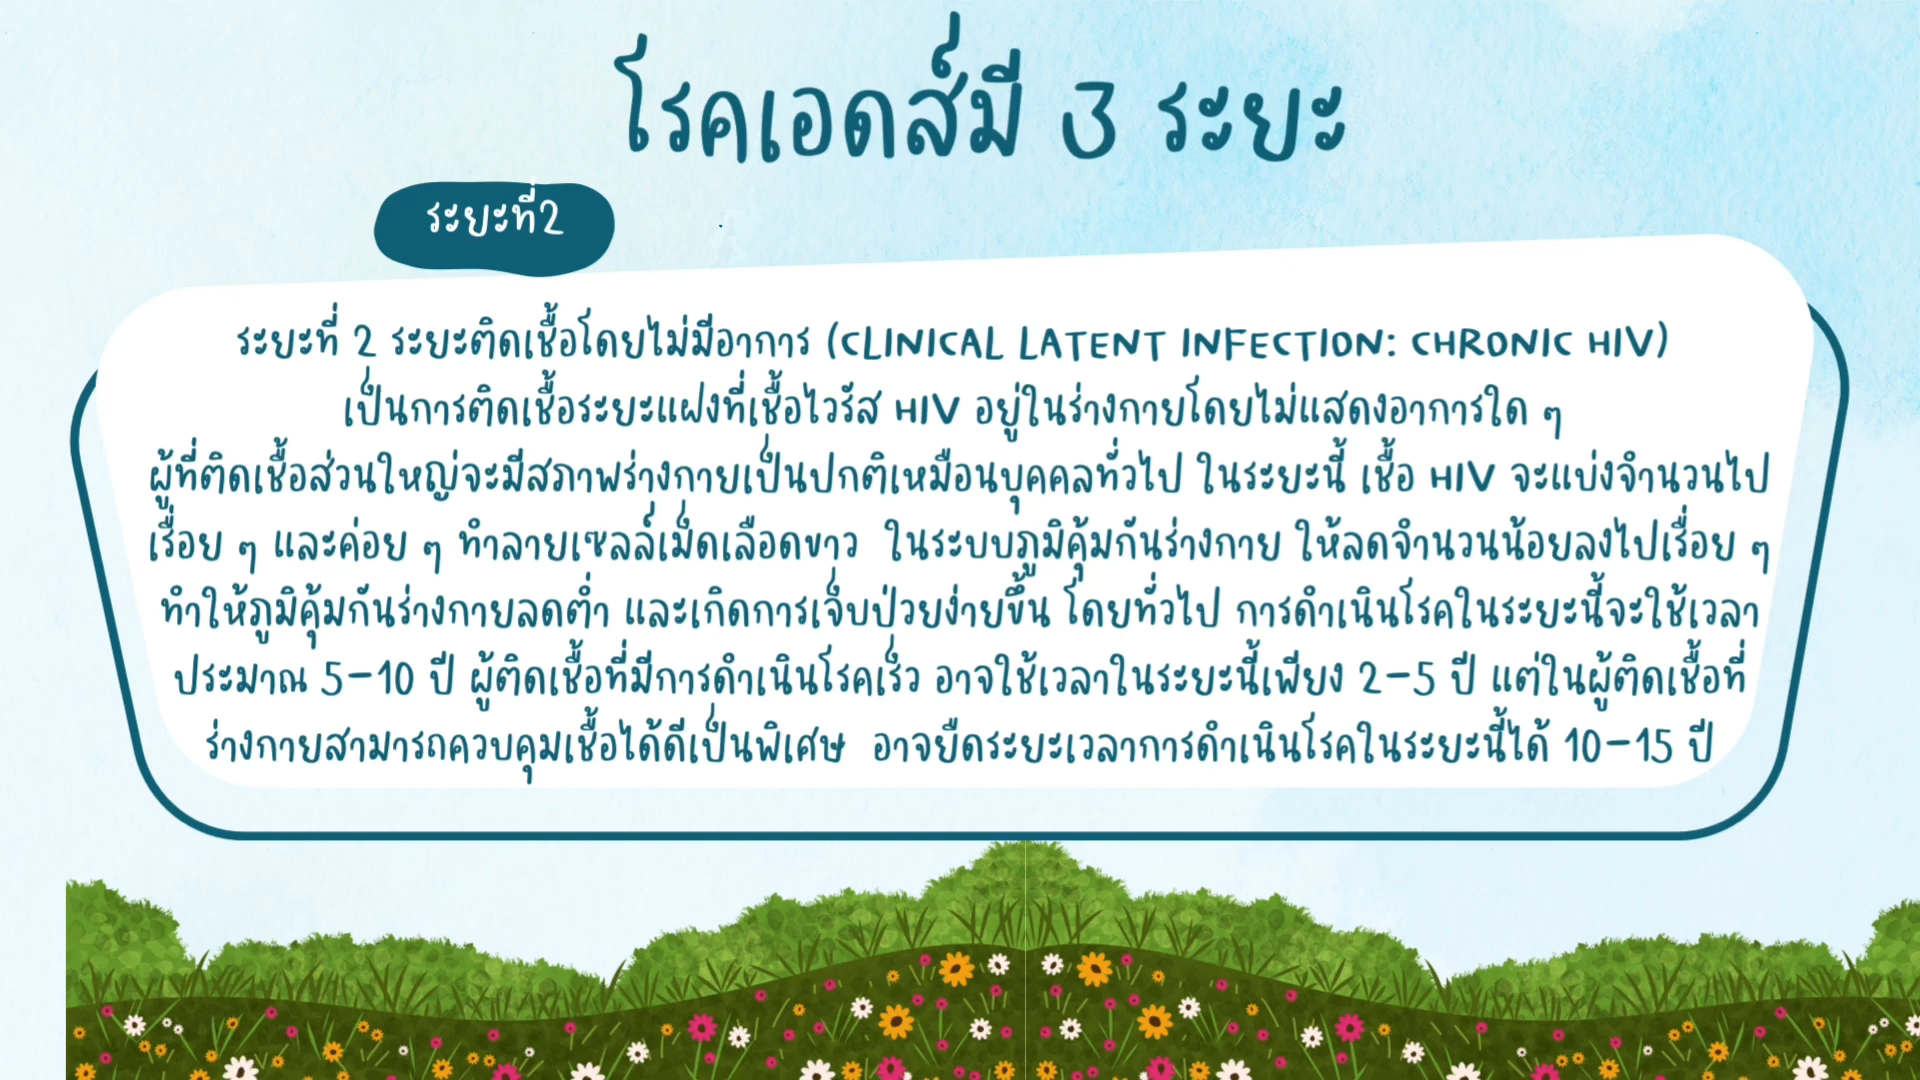 โรคเอดส์มี 3 ระยะ
ระยะที่2
ระยะที่ 2 ระยะติดเชื้อโดยไม่มีอาการ (CLINICAL LATENT INFECTION: CHRONIC HIV)
เป็นการติดเชื้อระยะแฝงที่เชื้อไวรัส HIV อยู่ในร่างกายโดยไม่แสดงอาการใด ๆ
ผู้ที่ติดเชื้อส่วนใหญ่จะมีสภาพร่างกายเป็นปกติเหมือนบุคคลทั่วไป ในระยะนี้ เชื้อ HIV จะแบ่งจำนวนไป
เรื่อย ๆ และค่อย ๆ ทำลายเซลล์เม็ดเลือดขาว ในระบบภูมิคุ้มกันร่างกาย ให้ลดจำนวนน้อยลงไปเรื่อย ๆ
ทำให้ภูมิคุ้มกันร่างกายลดต่ำ และเกิดการเจ็บป่วยง่ายขึ้น โดยทั่วไป การดำเนินโรคในระยะนี้จะใช้เวลา
ประมาณ 5-10 ปี ผู้ติดเชื้อที่มีการดำเนินโรคเร็ว อาจใช้เวลาในระยะนี้เพียง 2-5 ปี แต่ในผู้ติดเชื้อที่
ร่างกายสามารถควบคุมเชื้อได้ดีเป็นพิเศษ อาจยืดระยะเวลาการดำเนินโรคในระยะนี้ได้ 10-15 ปี